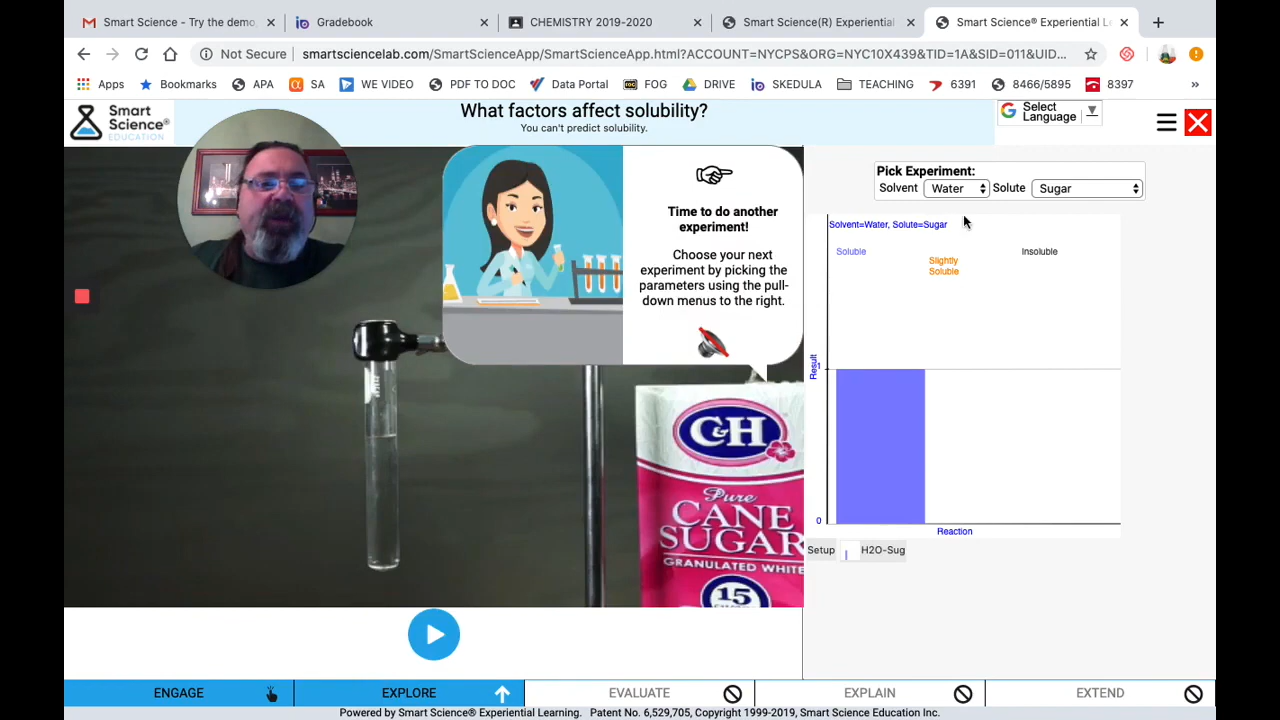 Smart Science - Try the demo,
Gradebook
CHEMISTRY 2019-2020
Smart Science(R) Experiential
Smart Science® Experiential Le
Not Secure
smartsciencelab.com/SmartScienceApp/SmartScienceApp.html?ACCOUNT=NYCPS&ORG=NYC10X439&TID=1A&SID=011&UID...
Apps
Bookmarks
APA
SA
WE VIDEO
PDF TO DOC
Data Portal
FOG
DRIVE
SKEDULA
TEACHING
6391
8466/5895
8397
»
Smart
Science®
EDUCATION
What factors affect solubility?
You can't predict solubility.
Select
Language
Time to do another
experiment!
Choose your next
experiment by picking the
parameters using the pull-
down menus to the right.
Pick Experiment:
Solvent Water Solute Sugar
Solvent=Water, Solute=Sugar
Soluble
Slightly
Soluble
Insoluble
Result
1
0
Reaction
Setup
H2O-Sug
C&H
Pure
CANE
SUGAR
GRANULATED WHITE
15
ENGAGE
EXPLORE
EVALUATE
EXPLAIN
EXTEND
Powered by Smart Science® Experiential Learning. Patent No. 6,529,705, Copyright 1999-2019, Smart Science Education Inc.